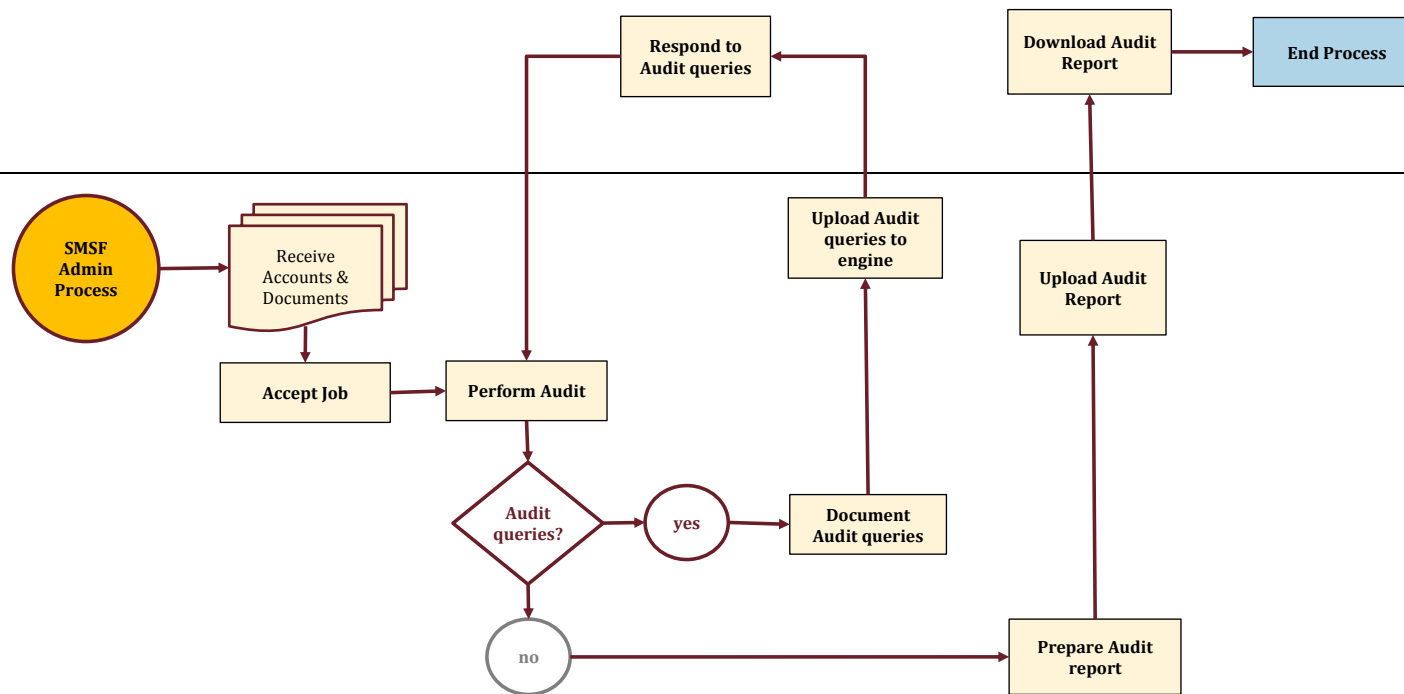 Respond to
Audit queries
Download Audit
Report
End Process
SMSF
Admin
Process
Receive
Accounts &
Documents
Upload Audit
queries to
engine
Upload Audit
Report
Accept Job
Perform Audit
Audit
queries?
yes
Document
Audit queries
no
Prepare Audit
report